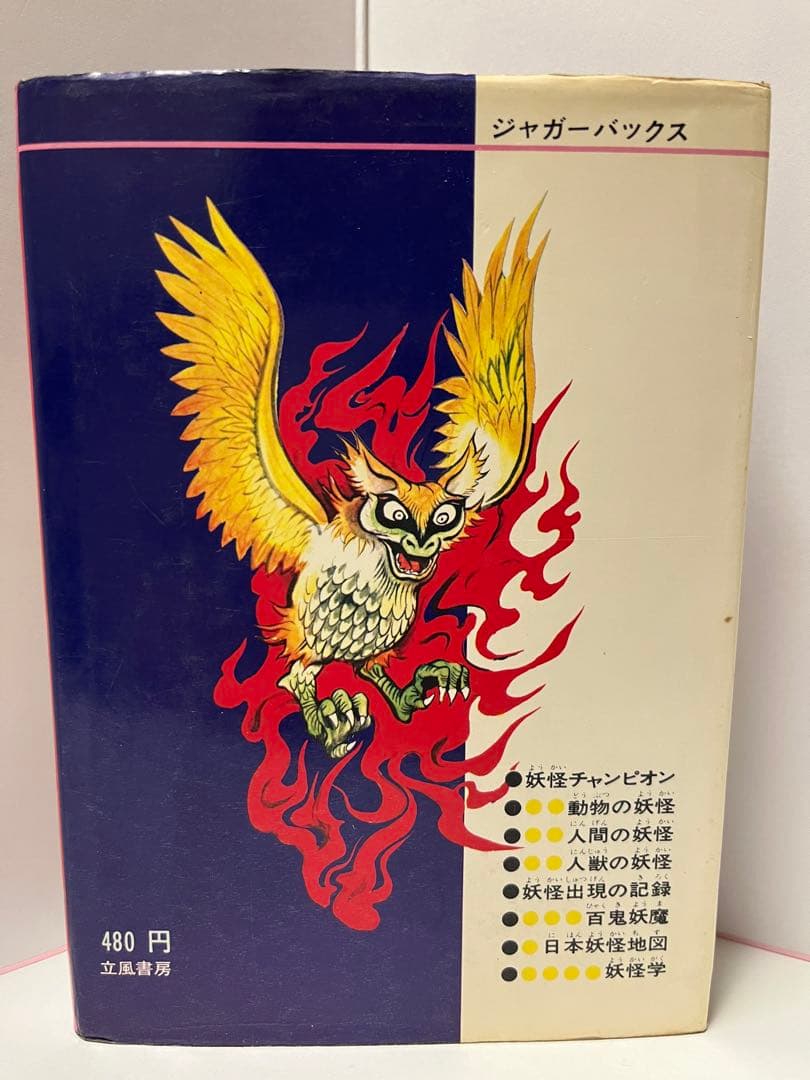 ジャガーバックス
●妖怪チャンピオン
●●●動物の妖怪
●●●人間の妖怪
●●●人獣の妖怪
●妖怪出現の記録
●●●●百鬼妖魔
●●日本妖怪地図
●●●●●妖怪学
480 円
立風書房